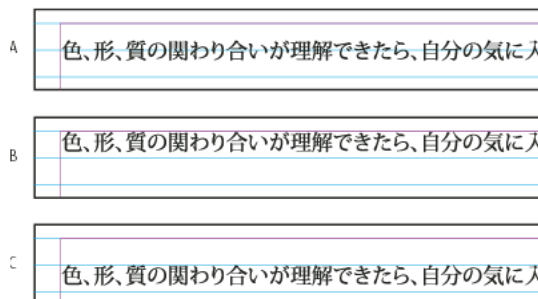 A
色、形、質の関わり合いが理解できたら、自分の気に入
B
色、形、質の関わり合いが理解できたら、自分の気に入
C
色、形、質の関わり合いが理解できたら、自分の気に入